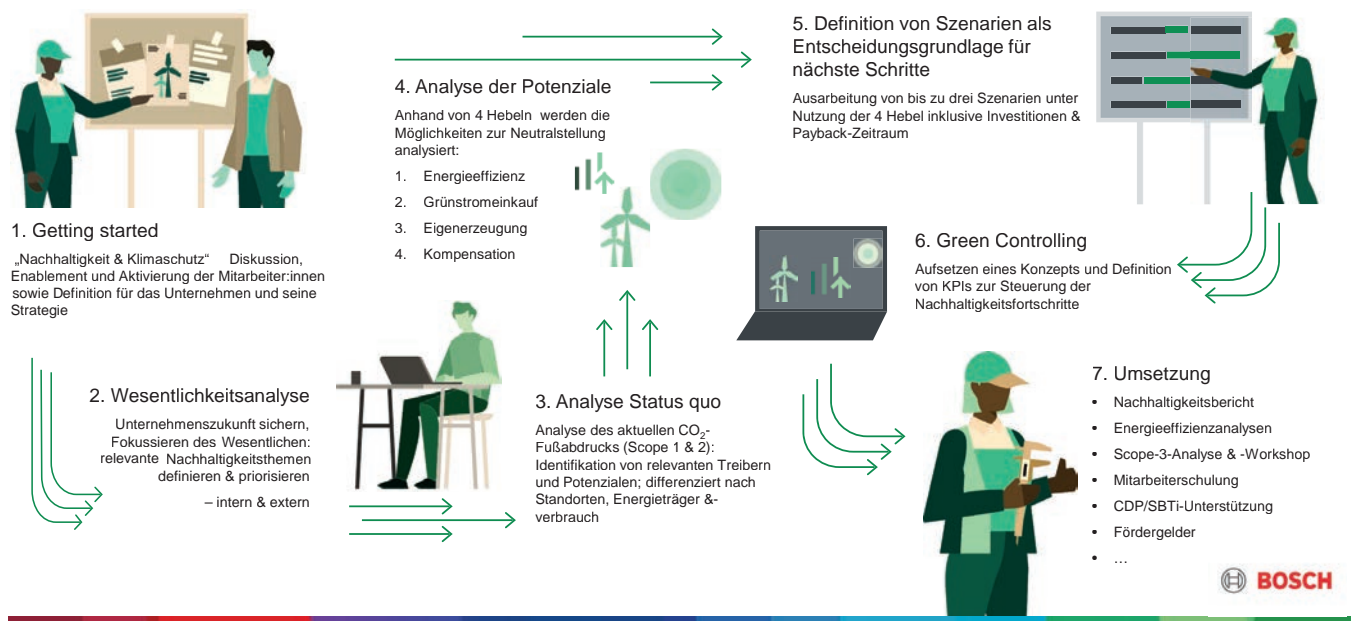 1. Getting started
„Nachhaltigkeit & Klimaschutz“ Diskussion,
Enablement und Aktivierung der Mitarbeiter:innen
sowie Definition für das Unternehmen und seine
Strategie
2. Wesentlichkeitsanalyse
Unternehmenszukunft sichern,
Fokussieren des Wesentlichen:
relevante Nachhaltigkeitsthemen
definieren & priorisieren
– intern & extern
3. Analyse Status quo
Analyse des aktuellen CO₂-
Fußabdrucks (Scope 1 & 2):
Identifikation von relevanten Treibern
und Potenzialen; differenziert nach
Standorten, Energieträger &-
verbrauch
4. Analyse der Potenziale
Anhand von 4 Hebeln werden die
Möglichkeiten zur Neutralstellung
analysiert:
1. Energieeffizienz
2. Grünstromeinkauf
3. Eigenerzeugung
4. Kompensation
5. Definition von Szenarien als
Entscheidungsgrundlage für
nächste Schritte
Ausarbeitung von bis zu drei Szenarien unter
Nutzung der 4 Hebel inklusive Investitionen &
Payback-Zeitraum
6. Green Controlling
Aufsetzen eines Konzepts und Definition
von KPIs zur Steuerung der
Nachhaltigkeitsfortschritte
7. Umsetzung
• Nachhaltigkeitsbericht
• Energieeffizienzanalysen
• Scope-3-Analyse & -Workshop
• Mitarbeiterschulung
• CDP/SBTi-Unterstützung
• Fördergelder
• …
BOSCH